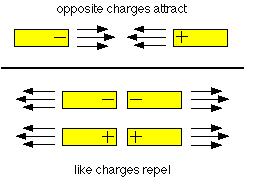 opposite charges attract
− +
− −
+ +
like charges repel